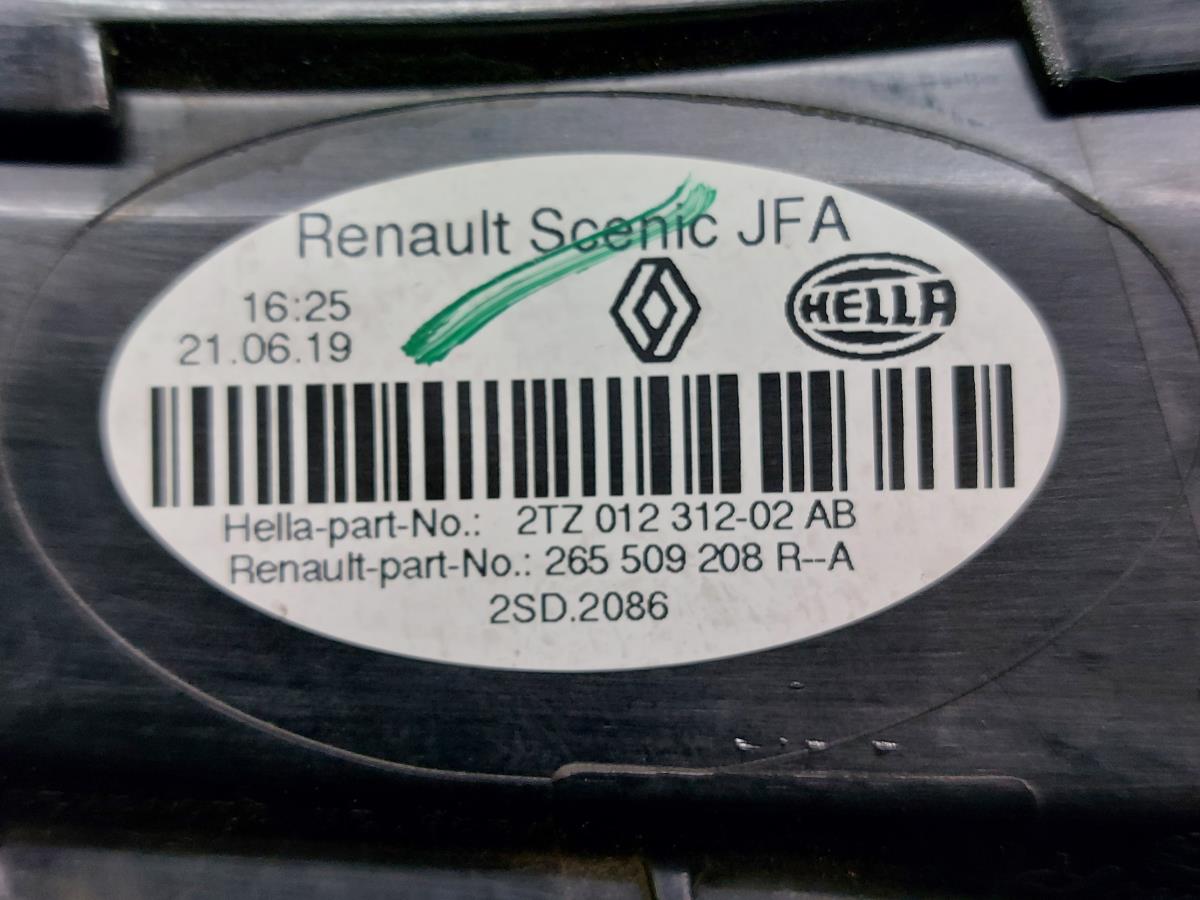 Renault Scenic JFA
16:25
21.06.19
HELLA
Hella-part-No.: 2TZ 012 312-02 AB
Renault-part-No.: 265 509 208 R--A
2SD.2086